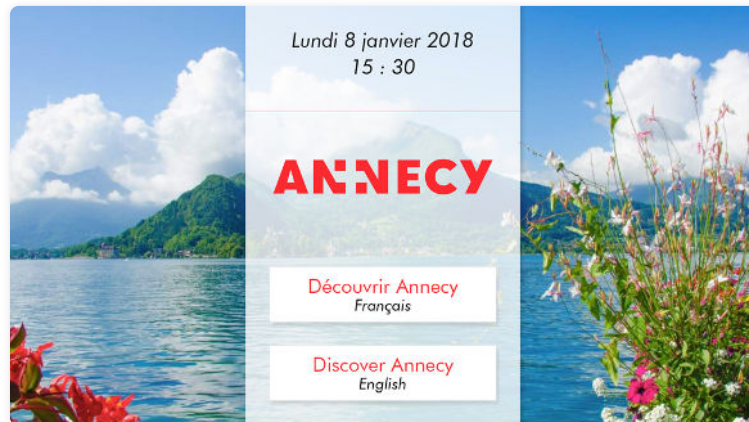 Lundi 8 janvier 2018
15 : 30
ANNECY
Découvrir Annecy
Français
Discover Annecy
English